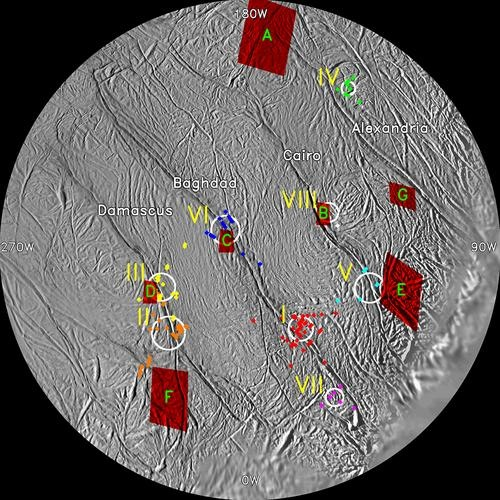 180W
A
IV
Alexandria
Cairo
G
Baghdad
VIII
B
Damascus
VI
C
270W
90W
III
V
D
E
II
I
VII
F
0W